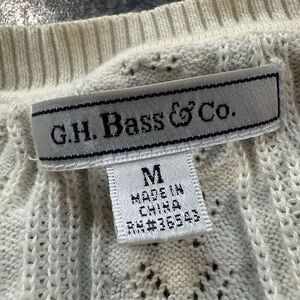 G.H. Bass & Co.
M
MADE IN
CHINA
RN#36543